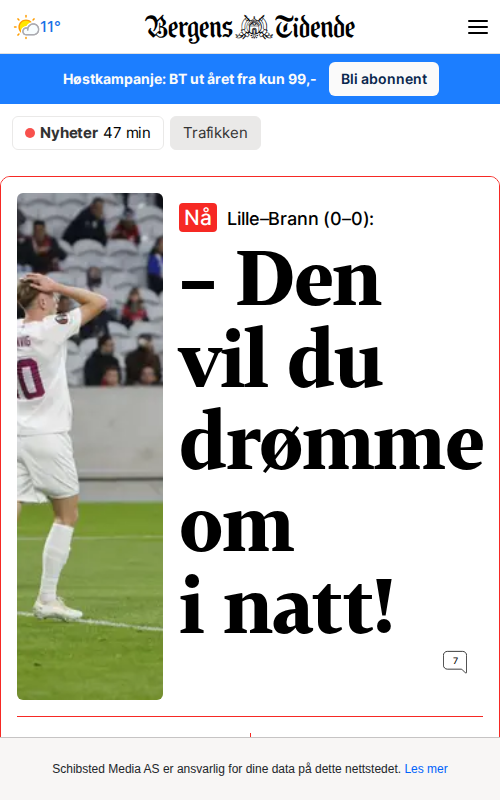 11°
Bergens Tidende
Høstkampanje: BT ut året fra kun 99,-
Bli abonnent
Nyheter 47 min
Trafikken
Nå Lille–Brann (0–0):
– Den
vil du
drømme
om
i natt!
7
Schibsted Media AS er ansvarlig for dine data på dette nettstedet. Les mer